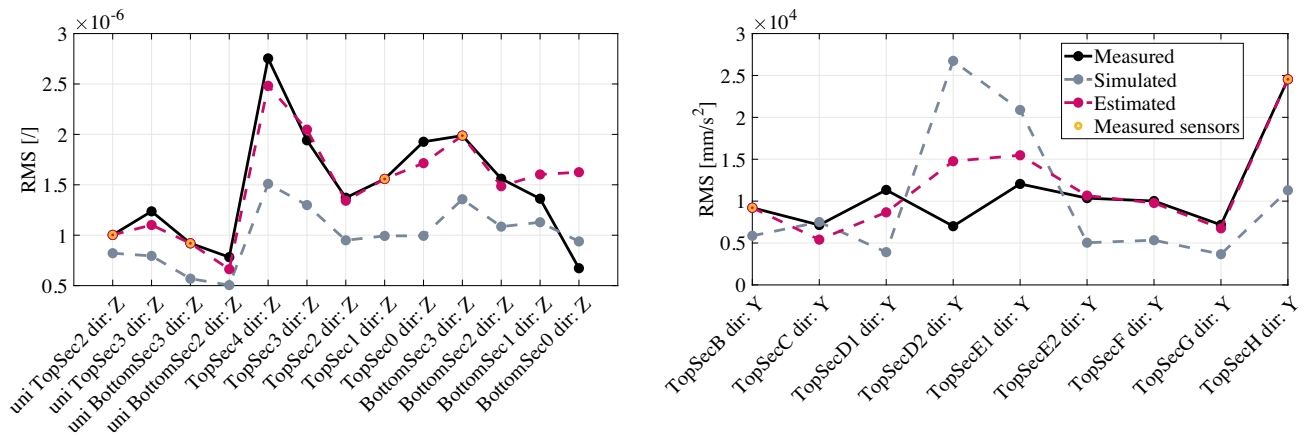 ×10⁻⁶
3
2.5
2
1.5
1
0.5
RMS [/]
uni TopSec2 dir: Z
uni TopSec3 dir: Z
uni BottomSec3 dir: Z
uni BottomSec2 dir: Z
TopSec4 dir: Z
TopSec3 dir: Z
TopSec2 dir: Z
TopSec1 dir: Z
TopSec0 dir: Z
BottomSec3 dir: Z
BottomSec2 dir: Z
BottomSec1 dir: Z
BottomSec0 dir: Z
×10⁴
3
2.5
2
1.5
1
0.5
0
RMS [mm/s²]
Measured
Simulated
Estimated
Measured sensors
TopSecB dir: Y
TopSecC dir: Y
TopSecD1 dir: Y
TopSecD2 dir: Y
TopSecE1 dir: Y
TopSecE2 dir: Y
TopSecF dir: Y
TopSecG dir: Y
TopSecH dir: Y